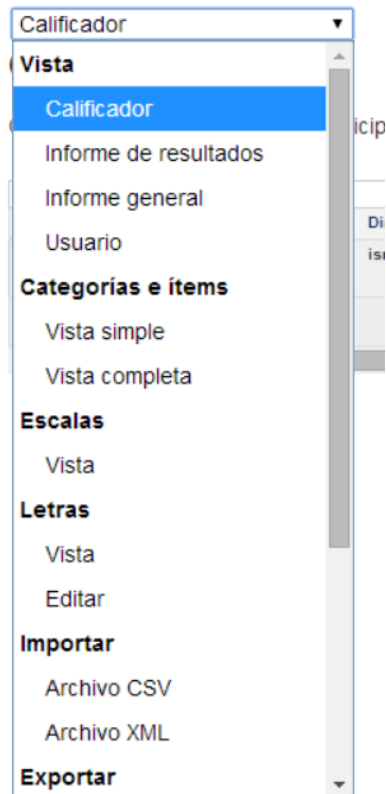 Calificador
Vista
Calificador
Informe de resultados
Informe general
Usuario
Categorías e ítems
Vista simple
Vista completa
Escalas
Vista
Letras
Vista
Editar
Importar
Archivo CSV
Archivo XML
Exportar